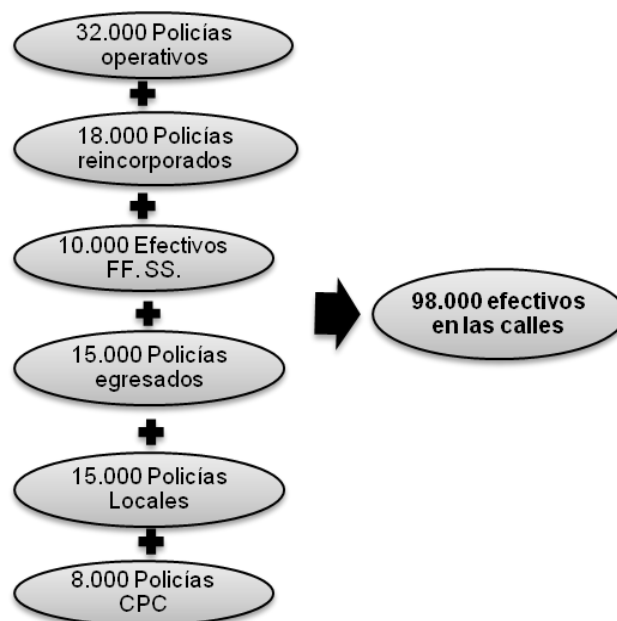 32.000 Policías
operativos
18.000 Policías
reincorporados
10.000 Efectivos
FF. SS.
15.000 Policías
egresados
15.000 Policías
Locales
8.000 Policías
CPC
98.000 efectivos
en las calles